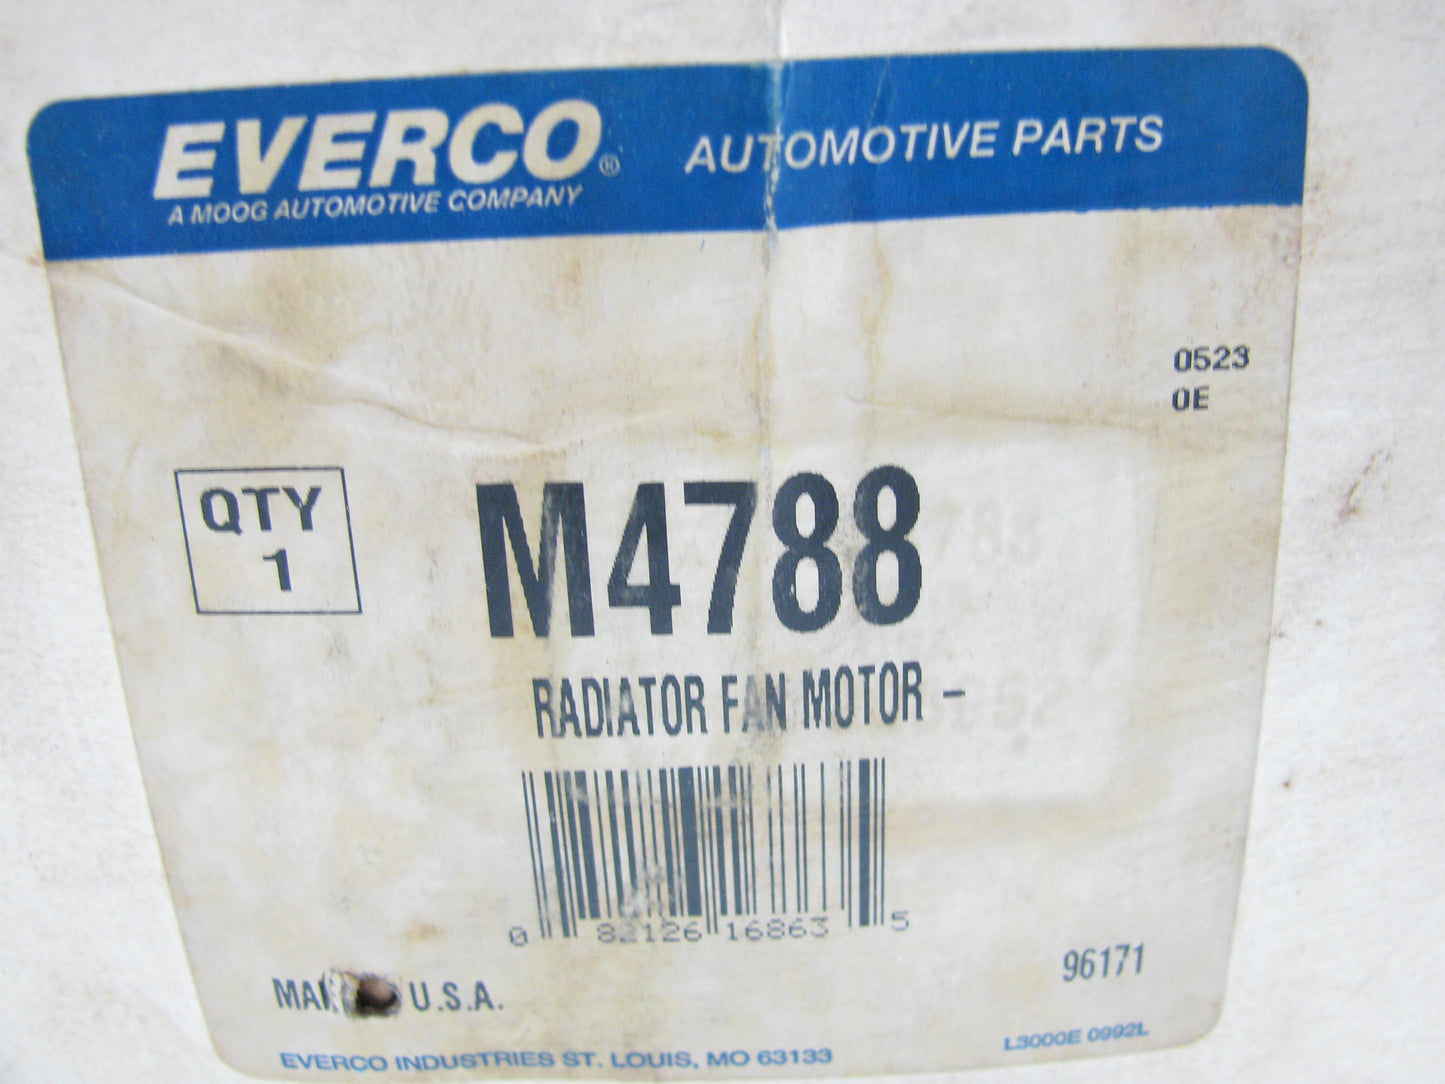 EVERCO®
A MOOG AUTOMOTIVE COMPANY
AUTOMOTIVE PARTS
0523
0E
QTY
1
M4788
RADIATOR FAN MOTOR -
0 82126 16863 5
U.S.A.
96171
EVERCO INDUSTRIES ST. LOUIS, MO 63133
L3000E 0992L